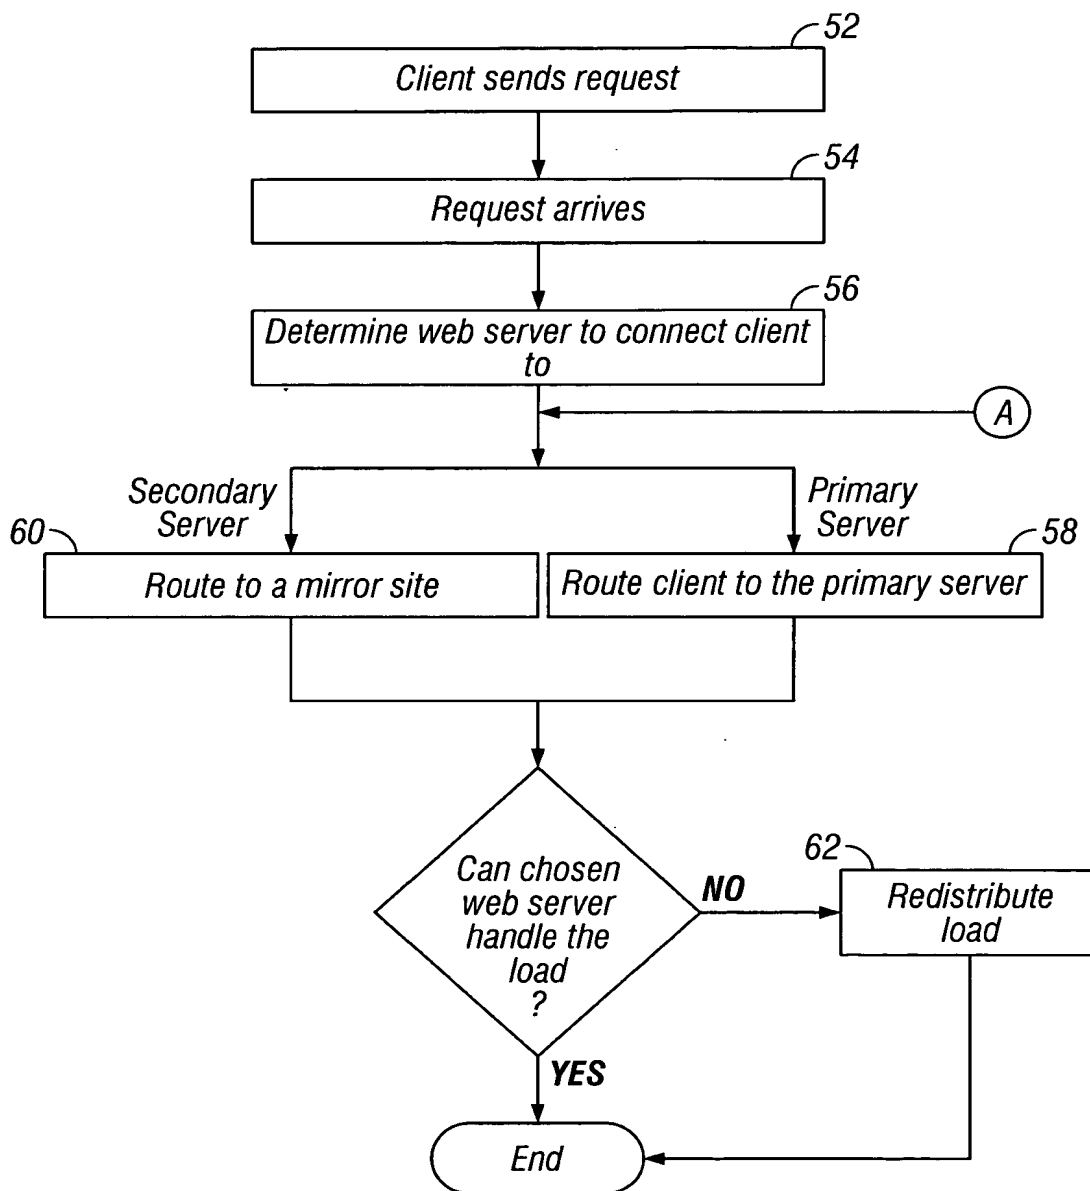 52
Client sends request
54
Request arrives
56
Determine web server to connect client
to
A
Secondary
Server
Primary
Server
60
Route to a mirror site
58
Route client to the primary server
Can chosen
web server
handle the
load
?
NO
62
Redistribute
load
YES
End